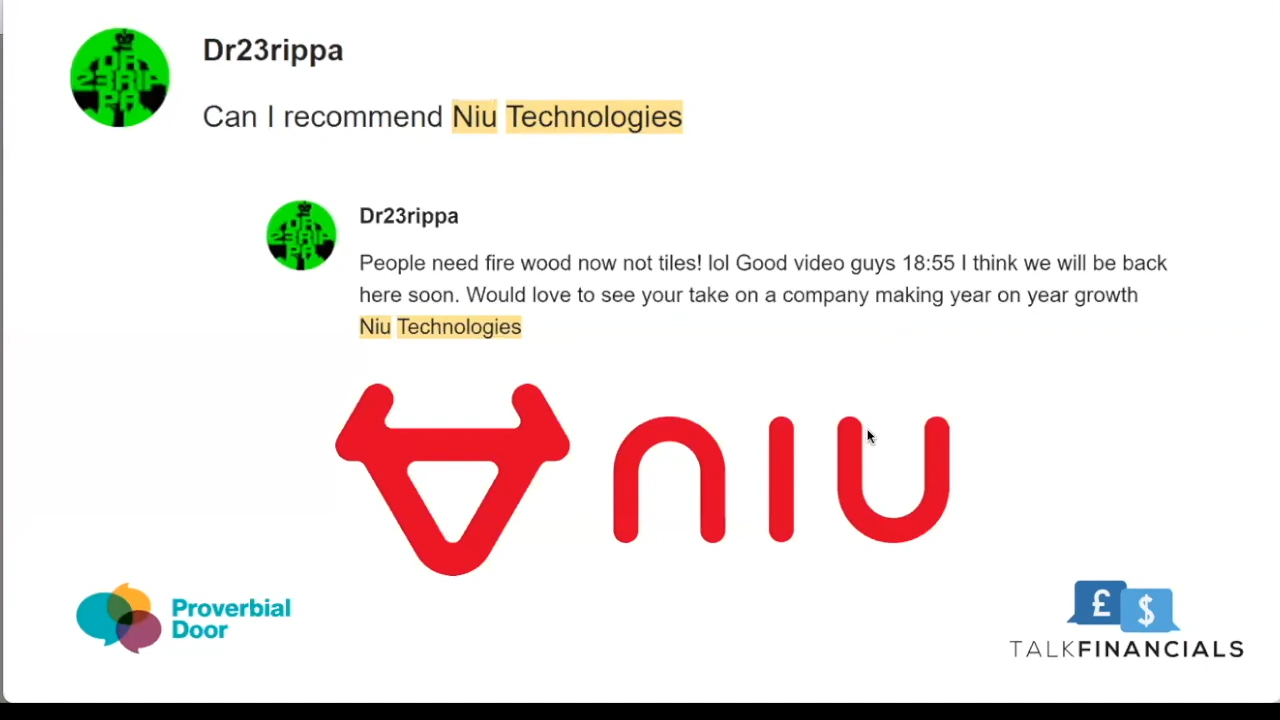 Dr23rippa
Can I recommend Niu Technologies
Dr23rippa
People need fire wood now not tiles! lol Good video guys 18:55 I think we will be back
here soon. Would love to see your take on a company making year on year growth
Niu Technologies
niu
Proverbial
Door
£ $
TALKFINANCIALS